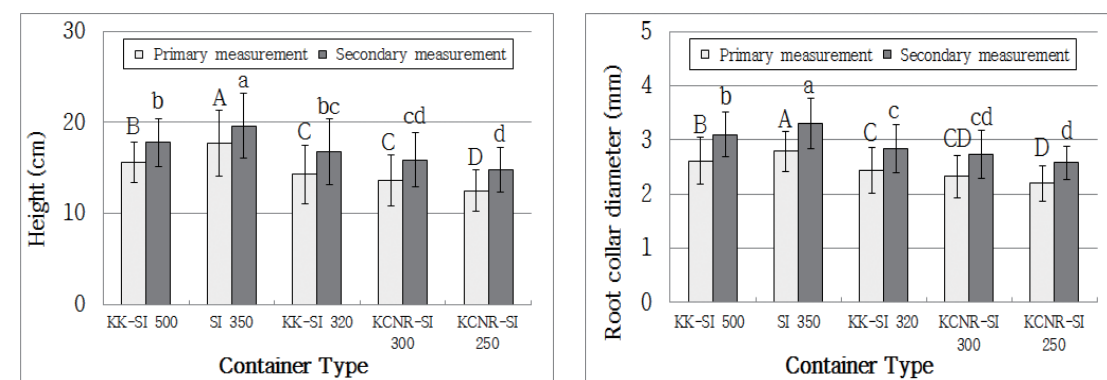 30
20
10
0
Height (cm)
Primary measurement Secondary measurement
B b A a C bc C cd D d
KK-SI 500 SI 350 KK-SI 320 KCNR-SI 300 KCNR-SI 250
Container Type
5
4
3
2
1
0
Root collar diameter (mm)
Primary measurement Secondary measurement
B b A a C c CD cd D d
KK-SI 500 SI 350 KK-SI 320 KCNR-SI 300 KCNR-SI 250
Container Type